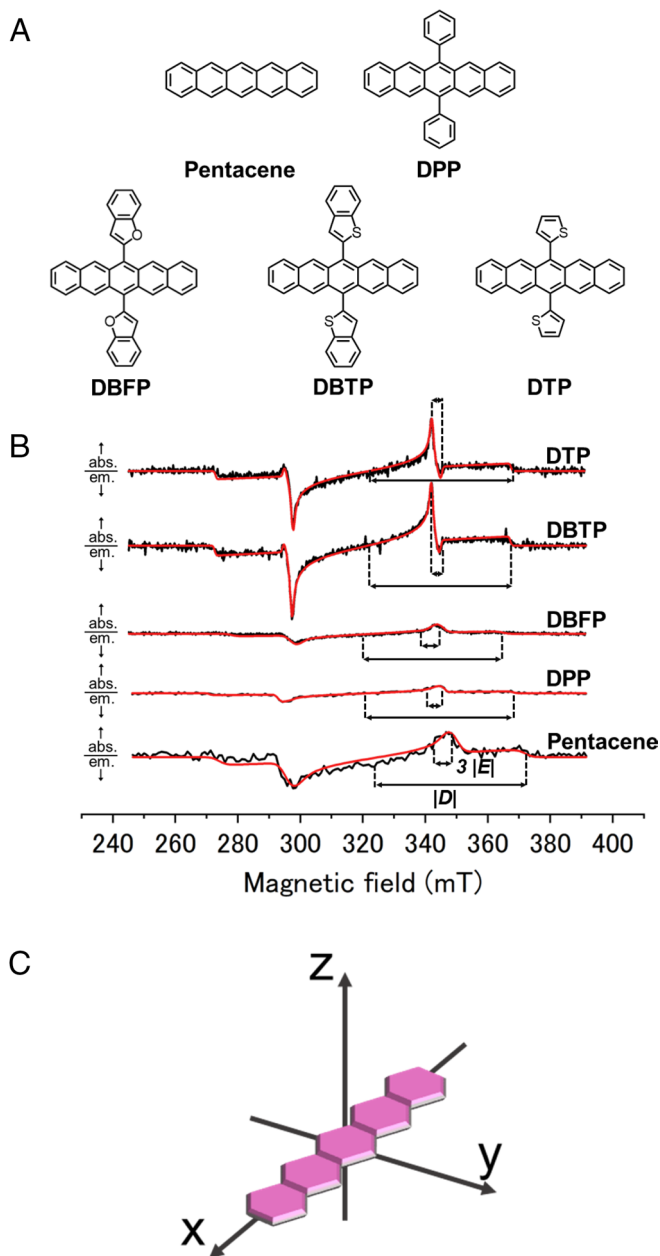 A
Pentacene
DPP
O
O
DBFP
S
S
DBTP
S
S
DTP
B
↑
abs.
em.
↓
DTP
↑
abs.
em.
↓
DBTP
↑
abs.
em.
↓
DBFP
↑
abs.
em.
↓
DPP
↑
abs.
em.
↓
Pentacene
3 |E|
|D|
240 260 280 300 320 340 360 380 400
Magnetic field (mT)
C
z
y
x